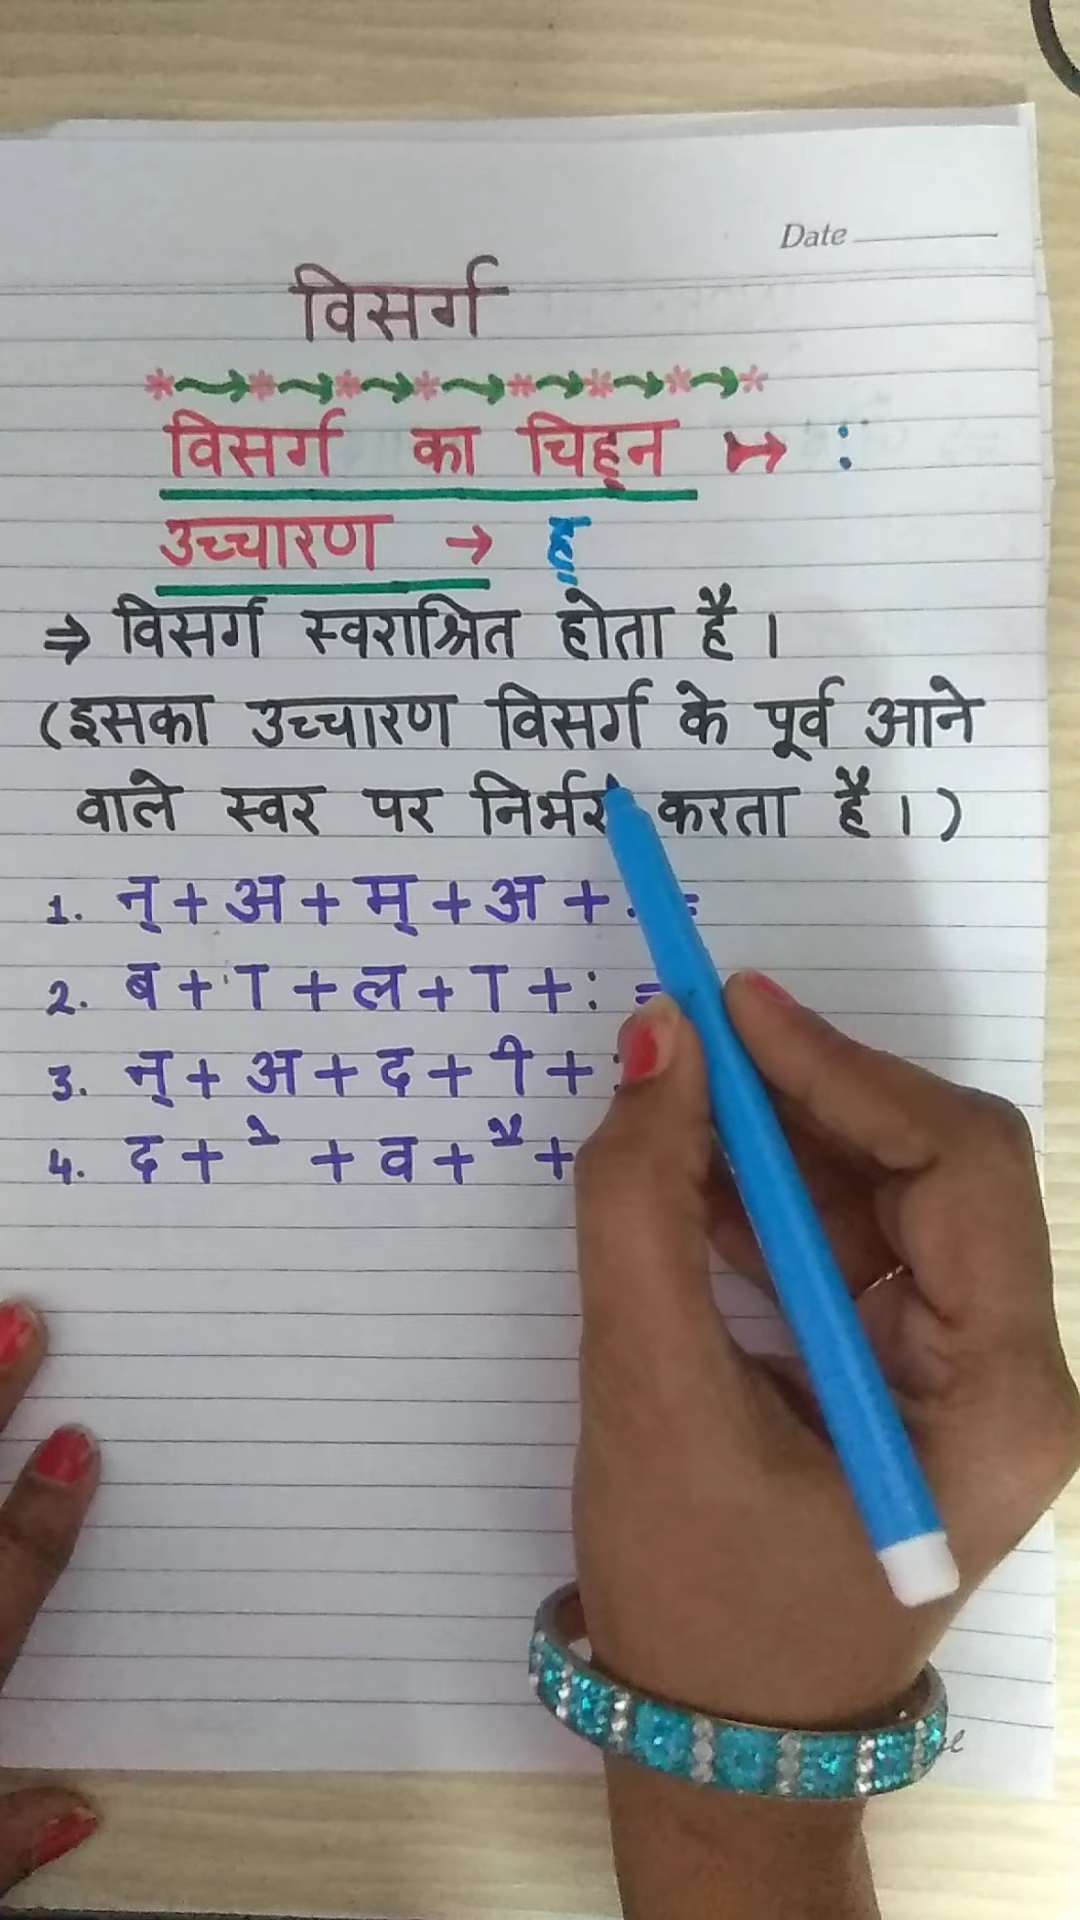 Date
विसर्ग
विसर्ग का चिह्न ↦ :
उच्चारण → ह्
⇒ विसर्ग स्वराश्रित होता है।
(इसका उच्चारण विसर्ग के पूर्व आने
वाले स्वर पर निर्भर करता है।)
1. न् + अ + म् + अ + : =
2. ब + ा + ल + ा + : =
3. न् + अ + द + ी + :
4. द + े + व + ै +